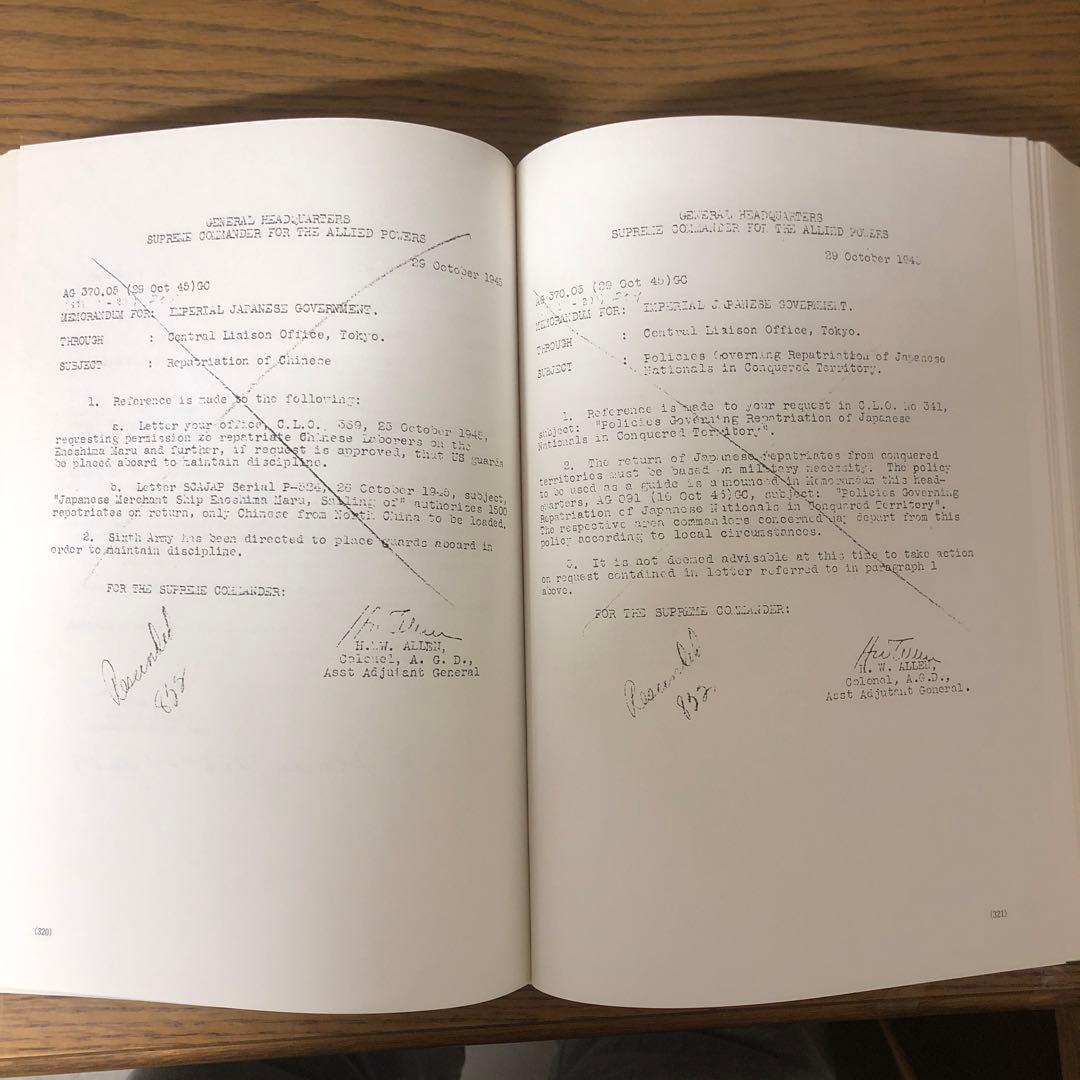 GENERAL HEADQUARTERS
SUPREME COMMANDER FOR THE ALLIED POWERS
29 October 1945
AG 370.05 (29 Oct 45)GC
MEMORANDUM FOR: IMPERIAL JAPANESE GOVERNMENT.
THROUGH : Central Liaison Office, Tokyo.
SUBJECT : Repatriation of Chinese
1. Reference is made to the following:
a. Letter your office, C.L.O. 339, 23 October 1945,
requesting permission to repatriate Chinese Laborers on the
Enoshima Maru and further, if request is approved, that US guards
be placed aboard to maintain discipline.
b. Letter SCAJAP Serial P-524, 26 October 1945, subject,
"Japanese Merchant Ship Enoshima Maru, Sailing of" authorizes 1500
repatriates on return, only Chinese from North China to be loaded.
2. Sixth Army has been directed to place guards aboard in
order to maintain discipline.
FOR THE SUPREME COMMANDER:
H. W. ALLEN,
Colonel, A. G. D.,
Asst Adjutant General
Rescinded
852
(320)
GENERAL HEADQUARTERS
SUPREME COMMANDER FOR THE ALLIED POWERS
29 October 1945
AG 370.05 (29 Oct 45)GC
MEMORANDUM FOR: IMPERIAL JAPANESE GOVERNMENT.
THROUGH : Central Liaison Office, Tokyo.
SUBJECT : Policies Governing Repatriation of Japanese
Nationals in Conquered Territory.
1. Reference is made to your request in C.L.O. No 341,
subject: "Policies Governing Repatriation of Japanese
Nationals in Conquered Territory".
2. The return of Japanese repatriates from conquered
territories must be based on military necessity. The policy
to be used as a guide is announced in Memorandum this head-
quarters, AG 091 (16 Oct 45)GC, subject: "Policies Governing
Repatriation of Japanese Nationals in Conquered Territory".
The respective area commanders concerned may depart from this
policy according to local circumstances.
3. It is not deemed advisable at this time to take action
on request contained in letter referred to in paragraph 1
above.
FOR THE SUPREME COMMANDER:
H. W. ALLEN,
Colonel, A.G.D.,
Asst Adjutant General.
Rescinded
852
(321)